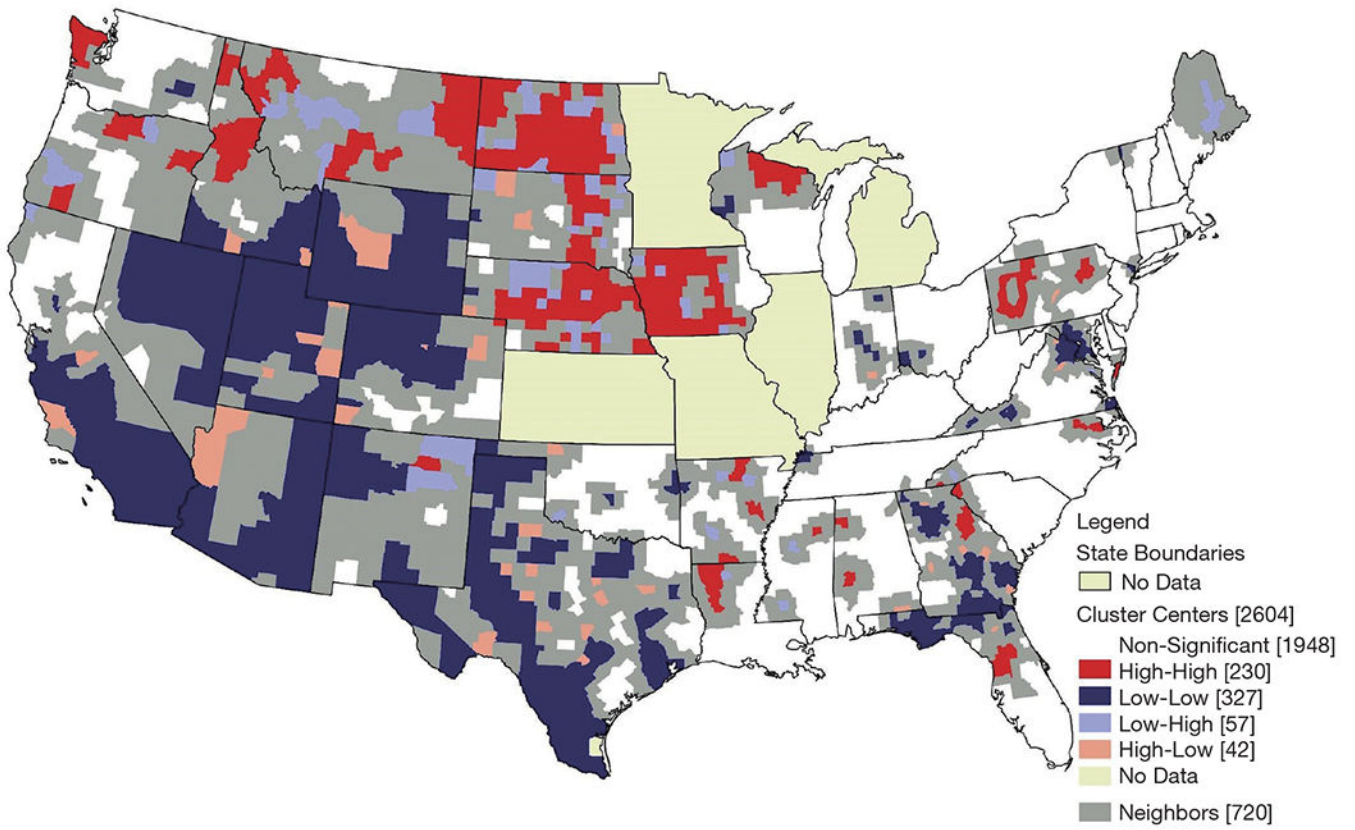 Legend
State Boundaries
No Data
Cluster Centers [2604]
Non-Significant [1948]
High-High [230]
Low-Low [327]
Low-High [57]
High-Low [42]
No Data
Neighbors [720]